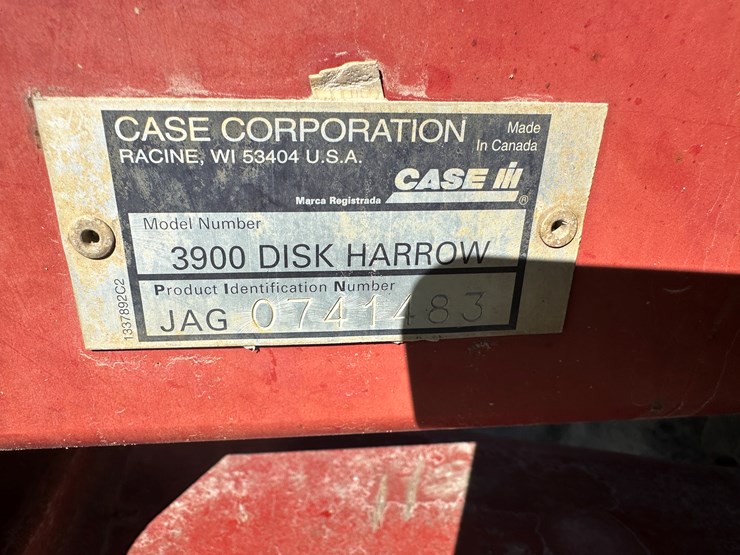 CASE CORPORATION
RACINE, WI 53404 U.S.A.
Made
In Canada
Marca Registrada
CASE IH
®
Model Number
3900 DISK HARROW
Product Identification Number
JAG 0741483
1337892C2